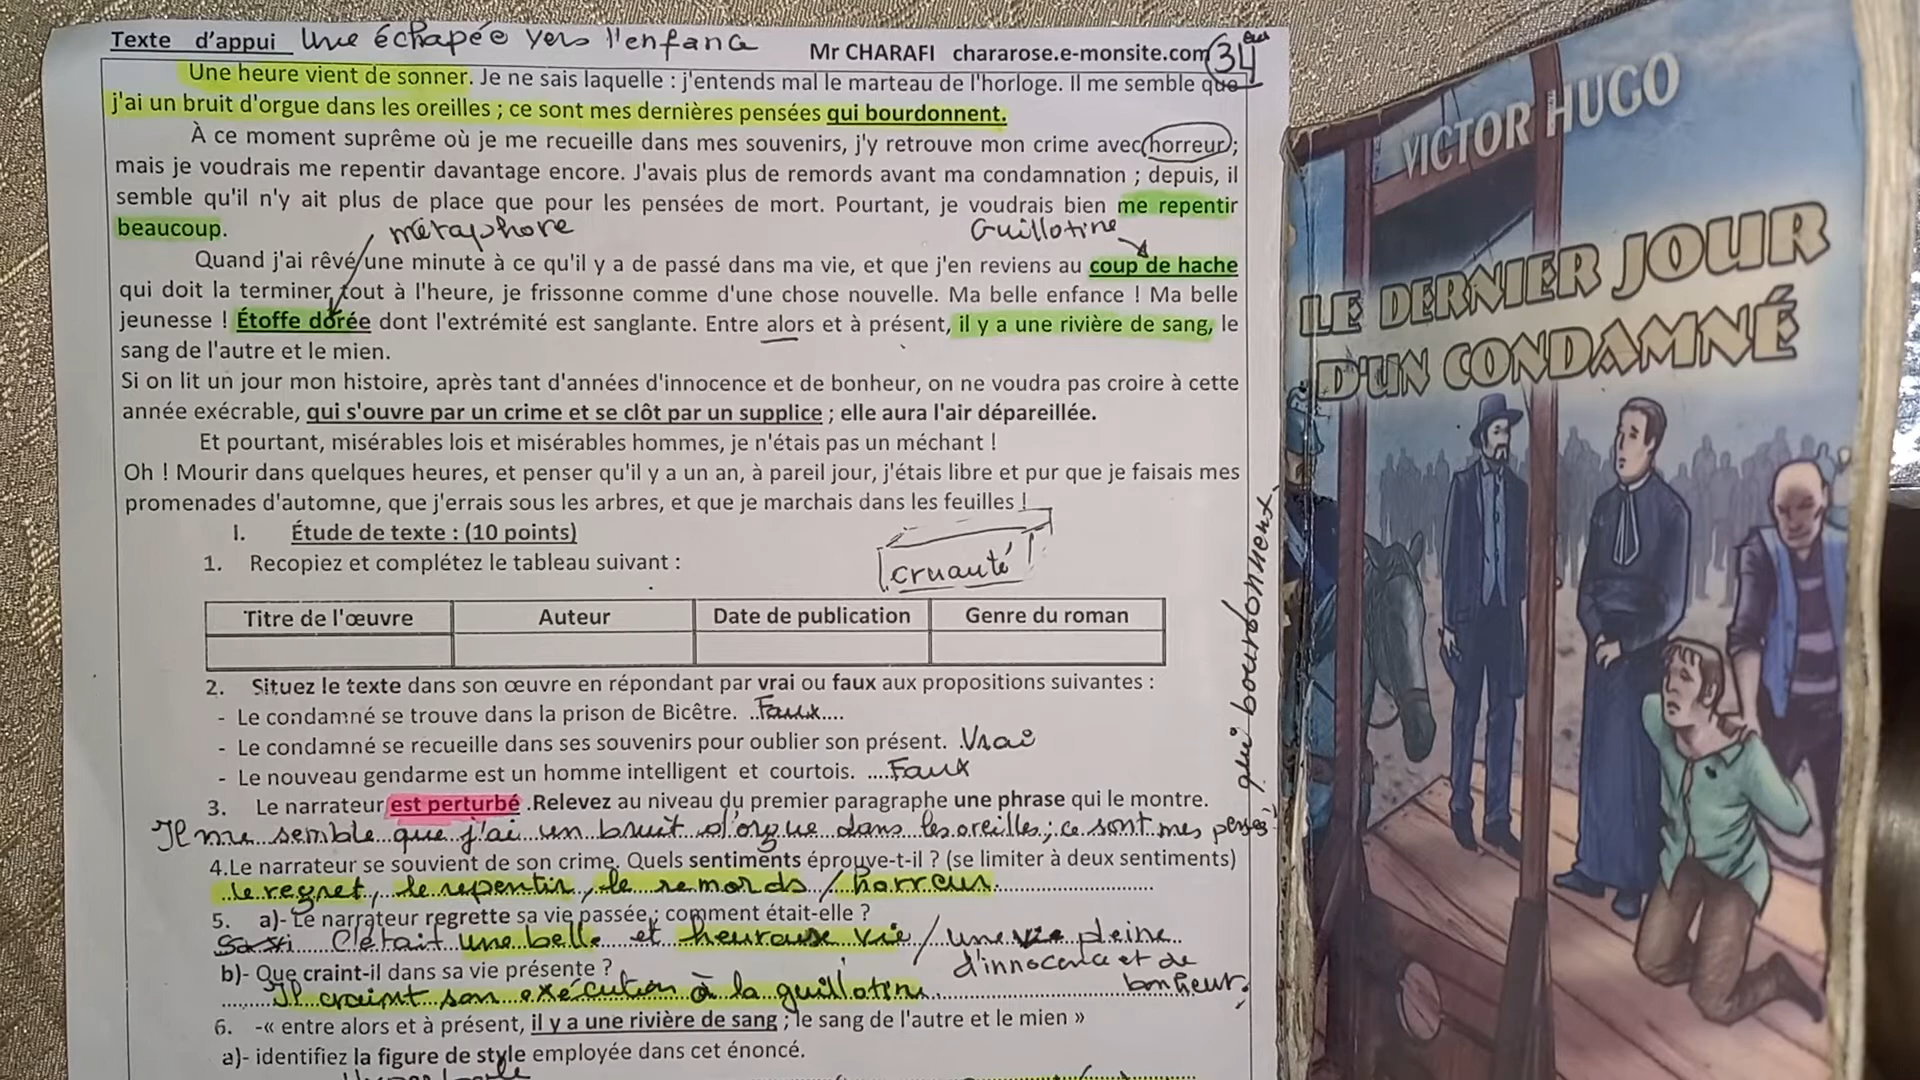 Texte d'appui Une échapée vers l'enfance
Mr CHARAFI chararose.e-monsite.com 34
Une heure vient de sonner. Je ne sais laquelle : j'entends mal le marteau de l'horloge. Il me semble que
j'ai un bruit d'orgue dans les oreilles ; ce sont mes dernières pensées qui bourdonnent.
À ce moment suprême où je me recueille dans mes souvenirs, j'y retrouve mon crime avec horreur ;
mais je voudrais me repentir davantage encore. J'avais plus de remords avant ma condamnation ; depuis, il
semble qu'il n'y ait plus de place que pour les pensées de mort. Pourtant, je voudrais bien me repentir
beaucoup.
métaphore
Guillotine
Quand j'ai rêvé une minute à ce qu'il y a de passé dans ma vie, et que j'en reviens au coup de hache
qui doit la terminer tout à l'heure, je frissonne comme d'une chose nouvelle. Ma belle enfance ! Ma belle
jeunesse ! Étoffe dorée dont l'extrémité est sanglante. Entre alors et à présent, il y a une rivière de sang, le
sang de l'autre et le mien.
Si on lit un jour mon histoire, après tant d'années d'innocence et de bonheur, on ne voudra pas croire à cette
année exécrable, qui s'ouvre par un crime et se clôt par un supplice ; elle aura l'air dépareillée.
Et pourtant, misérables lois et misérables hommes, je n'étais pas un méchant !
Oh ! Mourir dans quelques heures, et penser qu'il y a un an, à pareil jour, j'étais libre et pur que je faisais mes
promenades d'automne, que j'errais sous les arbres, et que je marchais dans les feuilles !
I. Étude de texte : (10 points)
1. Recopiez et complétez le tableau suivant :
cruauté
Titre de l'œuvre Auteur Date de publication Genre du roman
2. Situez le texte dans son œuvre en répondant par vrai ou faux aux propositions suivantes :
- Le condamné se trouve dans la prison de Bicêtre. ..Faux....
- Le condamné se recueille dans ses souvenirs pour oublier son présent. .Vrai
- Le nouveau gendarme est un homme intelligent et courtois. ....Faux
3. Le narrateur est perturbé .Relevez au niveau du premier paragraphe une phrase qui le montre.
Il me semble que j'ai un bruit d'orgue dans les oreilles ; ce sont mes
qui bourdonnent
4.Le narrateur se souvient de son crime. Quels sentiments éprouve-t-il ? (se limiter à deux sentiments)
le regret, le repentir, le remords / horreur
5. a)- Le narrateur regrette sa vie passée ; comment était-elle ?
C'était une belle et heureuse vie / une vie pleine
d'innocence et de
bonheur.
b)- Que craint-il dans sa vie présente ?
Il craint son exécution à la guillotine
6. -« entre alors et à présent, il y a une rivière de sang ; le sang de l'autre et le mien »
a)- identifiez la figure de style employée dans cet énoncé.
VICTOR HUGO
LE DERNIER JOUR
D'UN CONDAMNÉ